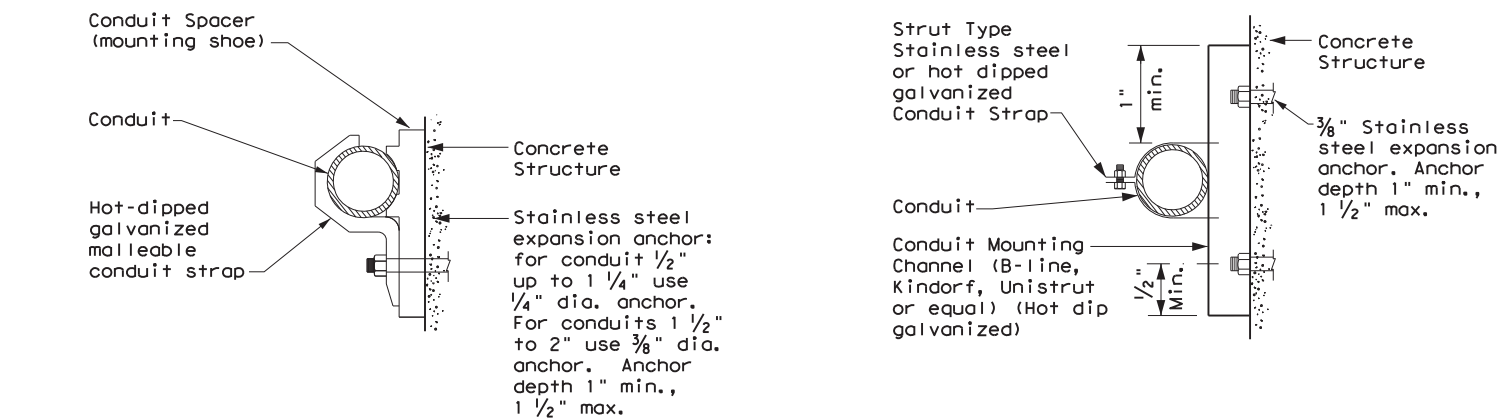 Conduit Spacer
(mounting shoe)
Conduit
Hot-dipped
galvanized
malleable
conduit strap
Concrete
Structure
Stainless steel
expansion anchor:
for conduit 1/2"
up to 1 1/4" use
1/4" dia. anchor.
For conduits 1 1/2"
to 2" use 3/8" dia.
anchor. Anchor
depth 1" min.,
1 1/2" max.
Strut Type
Stainless steel
or hot dipped
galvanized
Conduit Strap
1"
min.
Concrete
Structure
3/8" Stainless
steel expansion
anchor. Anchor
depth 1" min.,
1 1/2" max.
Conduit
Conduit Mounting
Channel (B-line,
Kindorf, Unistrut
or equal) (Hot dip
galvanized)
1/2"
Min.